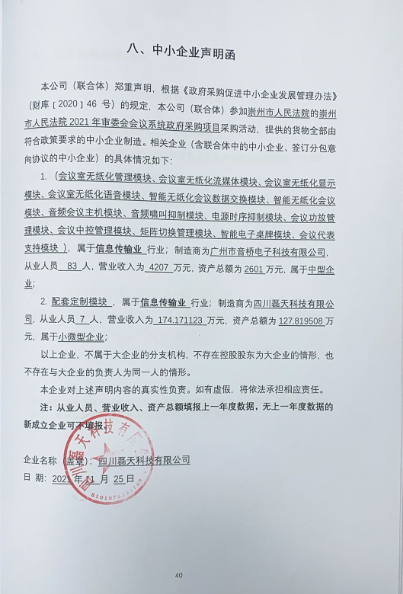 八、中小企业声明函
本公司（联合体）郑重声明，根据《政府采购促进中小企业发展管理办法》
（财库﹝2020﹞46 号）的规定，本公司（联合体）参加崇州市人民法院的崇州
市人民法院 2021 年审委会会议系统政府采购项目采购活动，提供的货物全部由
符合政策要求的中小企业制造。相关企业（含联合体中的中小企业、签订分包意
向协议的中小企业）的具体情况如下：
1. （会议室无纸化管理模块、会议室无纸化流媒体模块、会议室无纸化显示
模块、会议室无纸化语音模块、智能无纸化会议数据交换模块、智能无纸化会议
模块、音频会议主机模块、音频啸叫抑制模块、电源时序抑制模块、会议功放管
理模块、会议中控管理模块、矩阵切换管理模块、智能电子桌牌模块、会议代表
支持模块 ），属于信息传输业 行业；制造商为广州市音桥电子科技有限公司，
从业人员 83 人，营业收入为 4207 万元，资产总额为2601万元，属于中型企
业；
2. 配套定制模块 ，属于信息传输业 行业；制造商为四川磊天科技有限公
司，从业人员 7 人，营业收入为 174.171123 万元，资产总额为 127.819508 万
元，属于小微型企业；
以上企业，不属于大企业的分支机构，不存在控股股东为大企业的情形，也
不存在与大企业的负责人为同一人的情形。
本企业对上述声明内容的真实性负责。如有虚假，将依法承担相应责任。
注：从业人员、营业收入、资产总额填报上一年度数据，无上一年度数据的
新成立企业可不填报。
企业名称（盖章）：四川磊天科技有限公司
日 期：2021 年 11 月 25 日
40